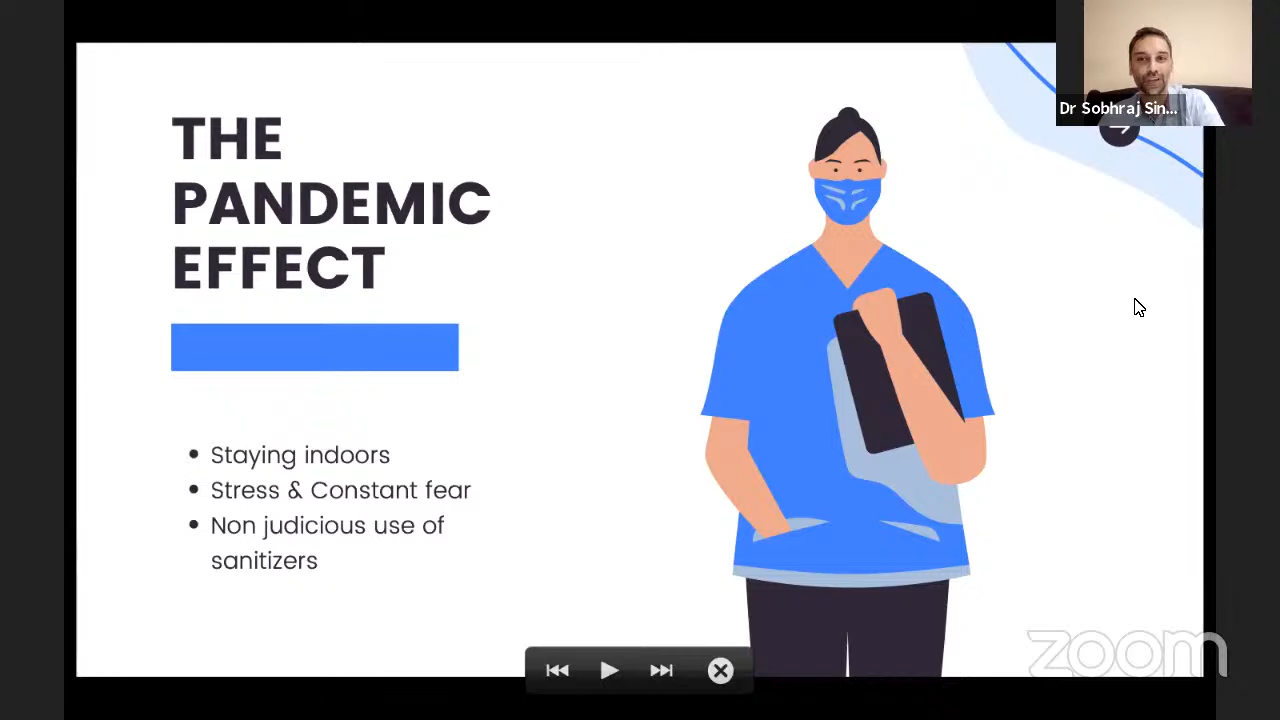 THE
PANDEMIC
EFFECT
Dr Sobhraj Sin...
• Staying indoors
• Stress & Constant fear
• Non judicious use of
sanitizers
zoom